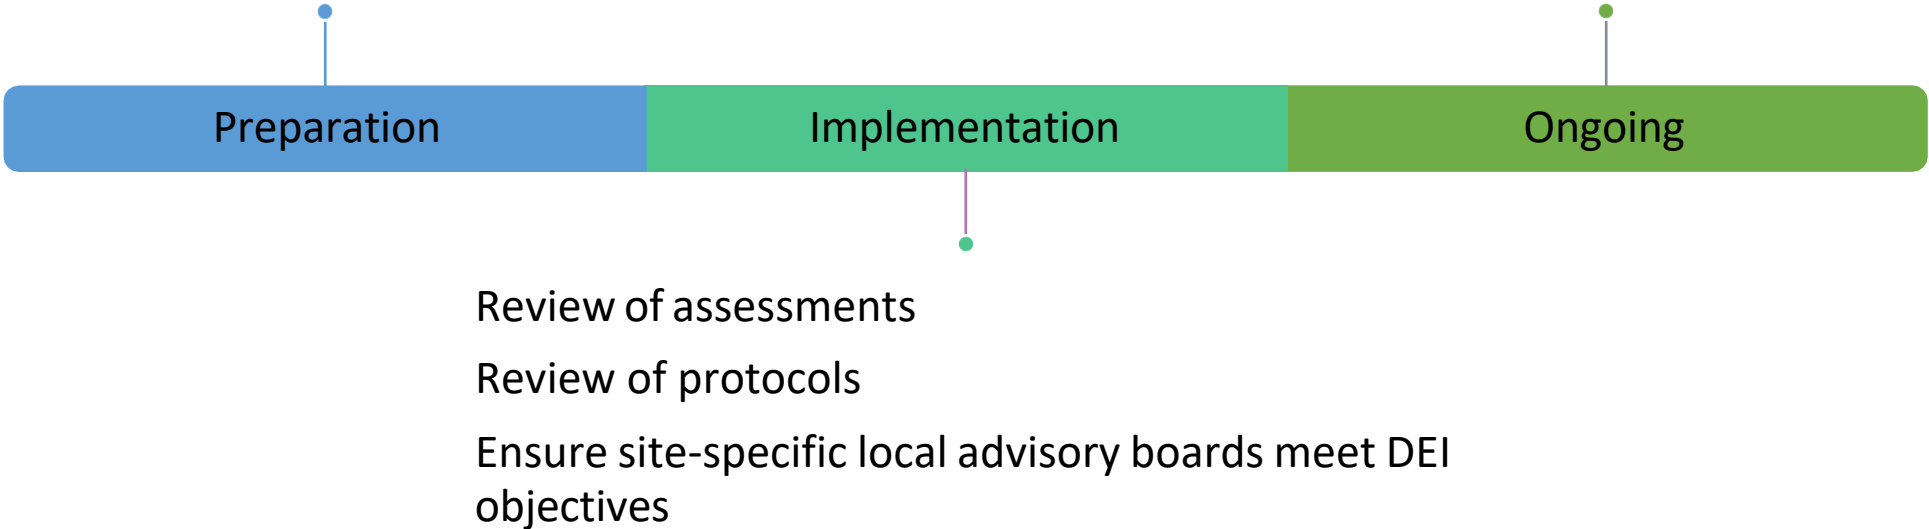 Preparation
Implementation
Ongoing
Review of assessments
Review of protocols
Ensure site-specific local advisory boards meet DEI
objectives